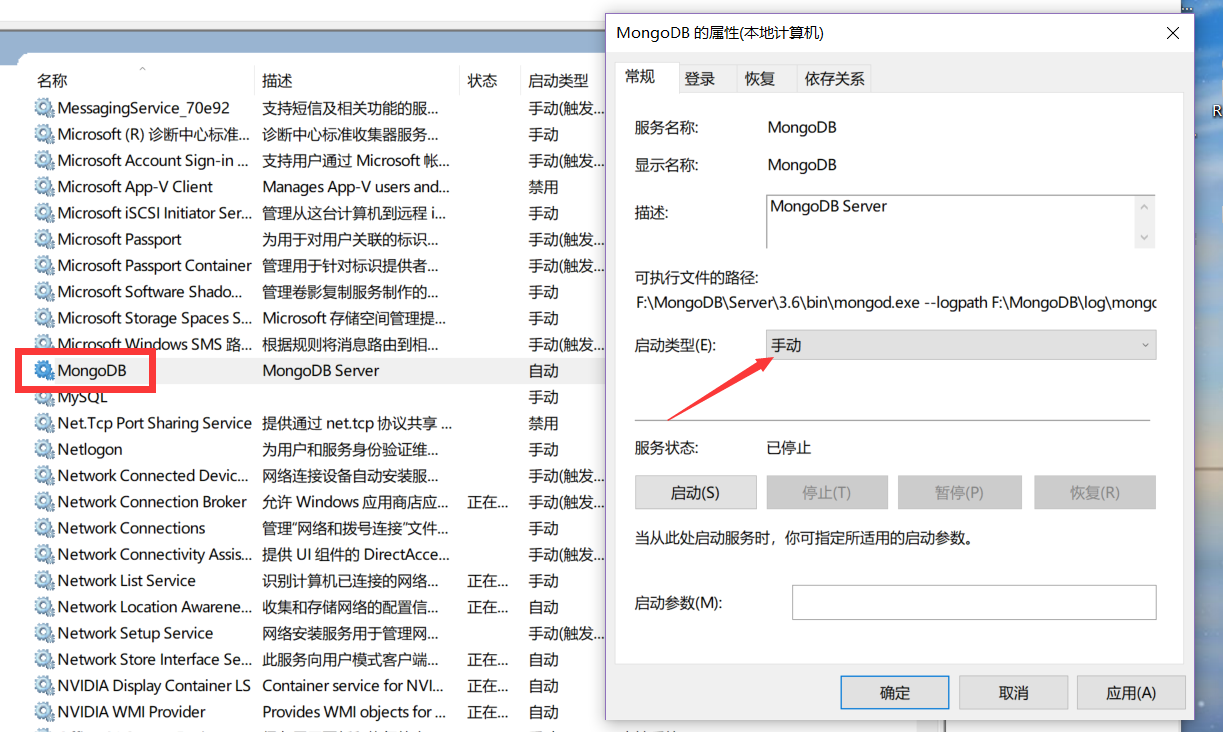 MongoDB 的属性(本地计算机)
常规 登录 恢复 依存关系
服务名称: MongoDB
显示名称: MongoDB
描述: MongoDB Server
可执行文件的路径:
F:\MongoDB\Server\3.6\bin\mongod.exe --logpath F:\MongoDB\log\mongc
启动类型(E): 手动
服务状态: 已停止
启动(S) 停止(T) 暂停(P) 恢复(R)
当从此处启动服务时，你可指定所适用的启动参数。
启动参数(M):
确定 取消 应用(A)
名称 描述 状态 启动类型
MessagingService_70e92 支持短信及相关功能的服... 手动(触发...
Microsoft (R) 诊断中心标准... 诊断中心标准收集器服务... 手动
Microsoft Account Sign-in ... 支持用户通过 Microsoft 帐... 手动(触发...
Microsoft App-V Client Manages App-V users and... 禁用
Microsoft iSCSI Initiator Ser... 管理从这台计算机到远程 i... 手动
Microsoft Passport 为用于对用户关联的标识... 手动(触发...
Microsoft Passport Container 管理用于针对标识提供者... 手动(触发...
Microsoft Software Shado... 管理卷影复制服务制作的... 手动
Microsoft Storage Spaces S... Microsoft 存储空间管理提... 手动
Microsoft Windows SMS 路... 根据规则将消息路由到相... 手动(触发...
MongoDB MongoDB Server 自动
MySQL 手动
Net.Tcp Port Sharing Service 提供通过 net.tcp 协议共享 ... 禁用
Netlogon 为用户和服务身份验证维... 手动
Network Connected Devic... 网络连接设备自动安装服... 手动(触发...
Network Connection Broker 允许 Windows 应用商店应... 正在... 手动(触发...
Network Connections 管理“网络和拨号连接”文件... 手动
Network Connectivity Assis... 提供 UI 组件的 DirectAcce... 手动(触发...
Network List Service 识别计算机已连接的网络... 正在... 手动
Network Location Awarene... 收集和存储网络的配置信... 正在... 自动
Network Setup Service 网络安装服务用于管理网... 手动(触发...
Network Store Interface Se... 此服务向用户模式客户端... 正在... 自动
NVIDIA Display Container LS Container service for NVI... 正在... 自动
NVIDIA WMI Provider Provides WMI objects for ... 正在... 自动
R